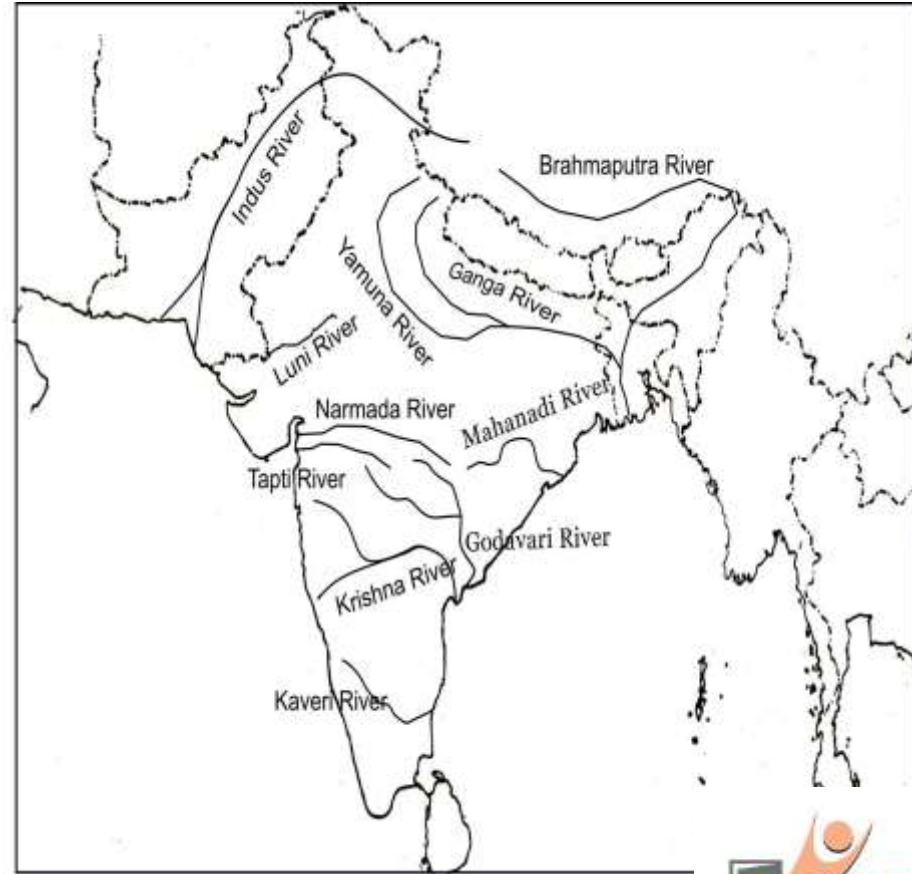 Indus River
Brahmaputra River
Yamuna River
Ganga River
Luni River
Narmada River
Mahanadi River
Tapti River
Godavari River
Krishna River
Kaveri River